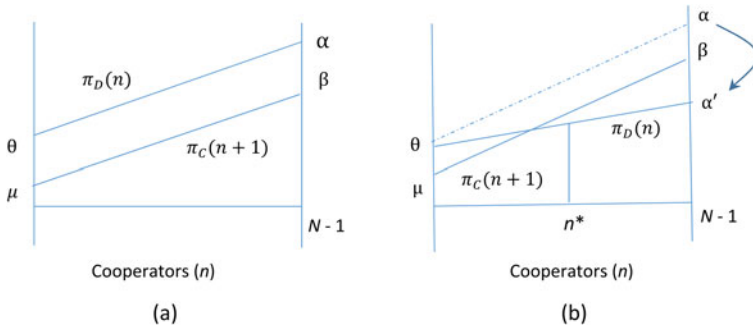 α
π_D(n)
β
π_C(n+1)
θ
μ
N - 1
Cooperators (n)
(a)
α
β
α′
θ
π_D(n)
μ
π_C(n+1)
N - 1
n*
Cooperators (n)
(b)